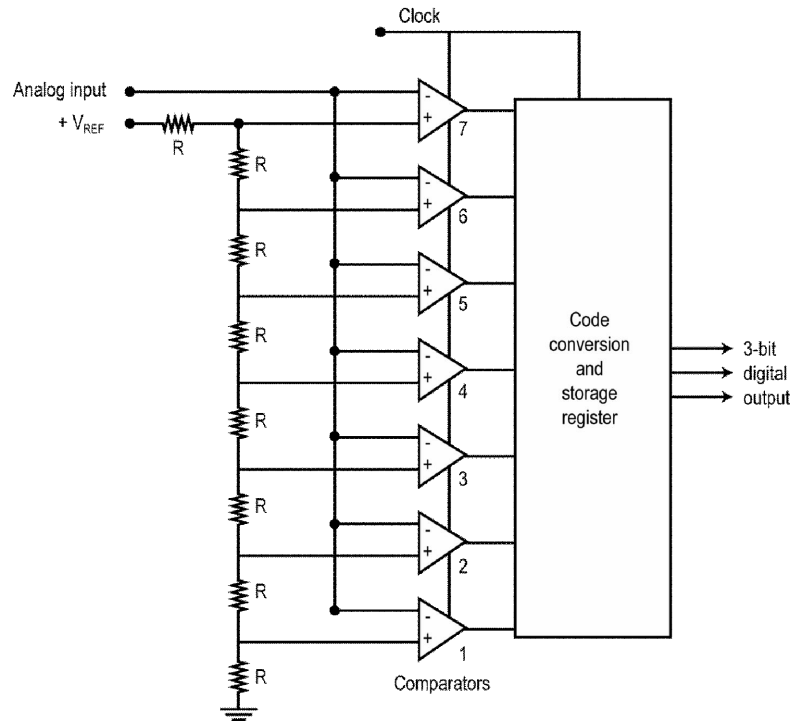 Clock
Analog input
+ VREF
R
-
+
7
R
-
+
6
R
-
+
5
R
-
+
4
R
-
+
3
R
-
+
2
R
-
+
1
R
Comparators
Code
conversion
and
storage
register
3-bit
digital
output